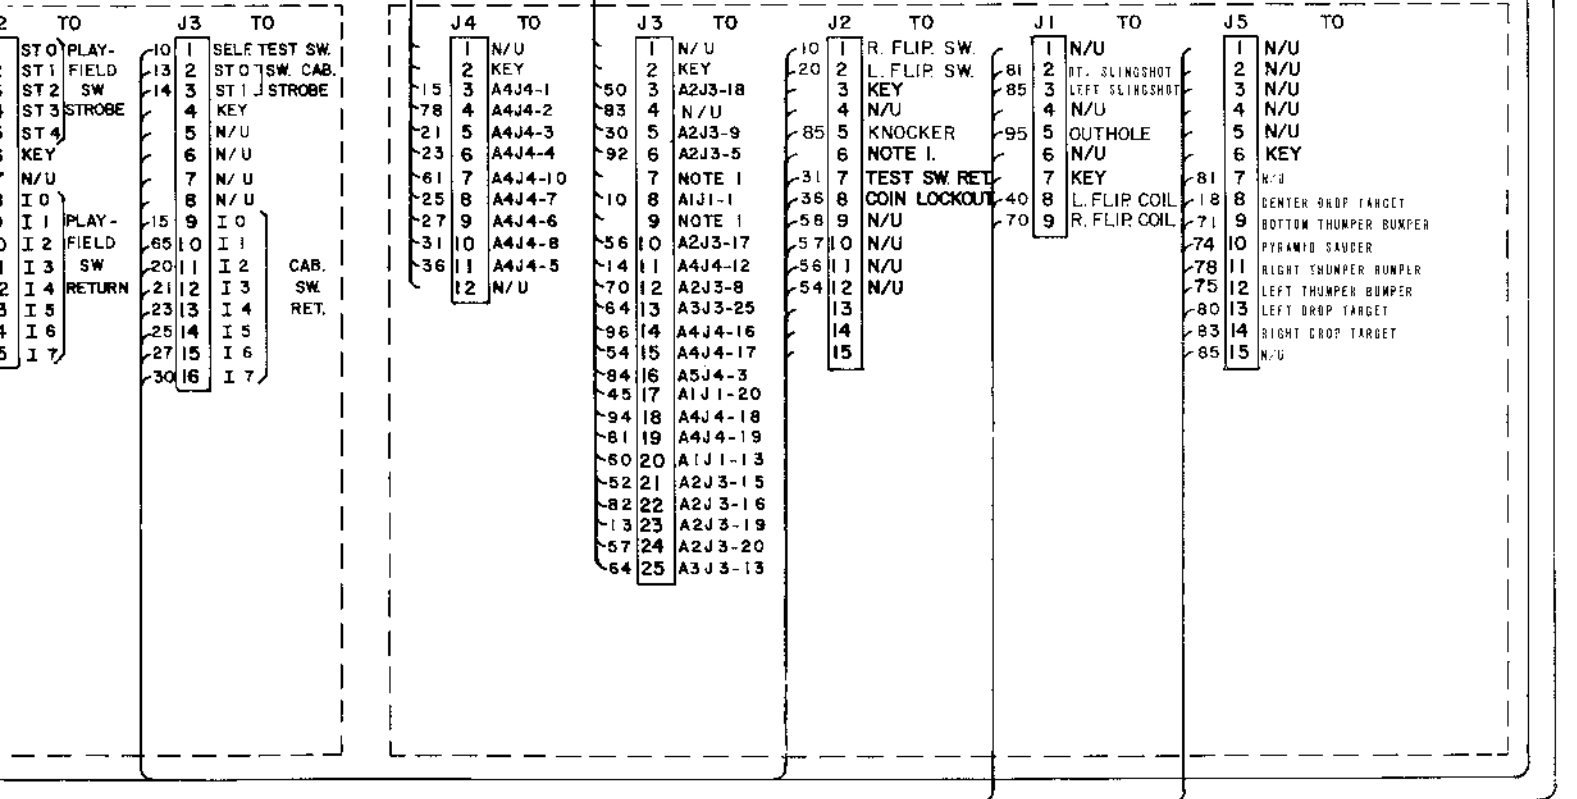 2 TO
ST 0 PLAY-
ST 1 FIELD
ST 2 SW
ST 3 STROBE
ST 4
KEY
N/U
I 0
I 1 PLAY-
I 2 FIELD
I 3 SW
I 4 RETURN
I 5
I 6
I 7
J3 TO
10 1 SELF TEST SW.
13 2 ST 0 SW. CAB.
14 3 ST 1 STROBE
4 KEY
5 N/U
6 N/U
7 N/U
8 N/U
15 9 I 0
65 10 I 1
20 11 I 2 CAB.
21 12 I 3 SW.
23 13 I 4 RET.
25 14 I 5
27 15 I 6
30 16 I 7
J4 TO
1 N/U
2 KEY
15 3 A4J4-1
78 4 A4J4-2
21 5 A4J4-3
23 6 A4J4-4
61 7 A4J4-10
25 8 A4J4-7
27 9 A4J4-6
31 10 A4J4-8
36 11 A4J4-5
12 N/U
J3 TO
1 N/U
2 KEY
50 3 A2J3-18
83 4 N/U
30 5 A2J3-9
92 6 A2J3-5
7 NOTE 1
10 8 A1J1-1
9 NOTE 1
56 10 A2J3-17
14 11 A4J4-12
70 12 A2J3-8
64 13 A3J3-25
96 14 A4J4-16
54 15 A4J4-17
84 16 A5J4-3
45 17 A1J1-20
94 18 A4J4-18
81 19 A4J4-19
60 20 A1J1-13
52 21 A2J3-15
82 22 A2J3-16
13 23 A2J3-19
57 24 A2J3-20
64 25 A3J3-13
J2 TO
10 1 R. FLIP. SW.
20 2 L. FLIP. SW.
3 KEY
4 N/U
85 5 KNOCKER
6 NOTE 1.
31 7 TEST SW. RET.
36 8 COIN LOCKOUT
58 9 N/U
57 10 N/U
56 11 N/U
54 12 N/U
13
14
15
J1 TO
1 N/U
81 2 RT. SLINGSHOT
85 3 LEFT SLINGSHOT
4 N/U
95 5 OUTHOLE
6 N/U
7 KEY
40 8 L. FLIP. COIL
70 9 R. FLIP. COIL
J5 TO
1 N/U
2 N/U
3 N/U
4 N/U
5 N/U
6 KEY
81 7 N/U
18 8 CENTER DROP TARGET
71 9 BOTTOM THUMPER BUMPER
74 10 PYRAMID SAUCER
78 11 RIGHT THUMPER BUMPER
75 12 LEFT THUMPER BUMPER
80 13 LEFT DROP TARGET
83 14 RIGHT DROP TARGET
85 15 N/U